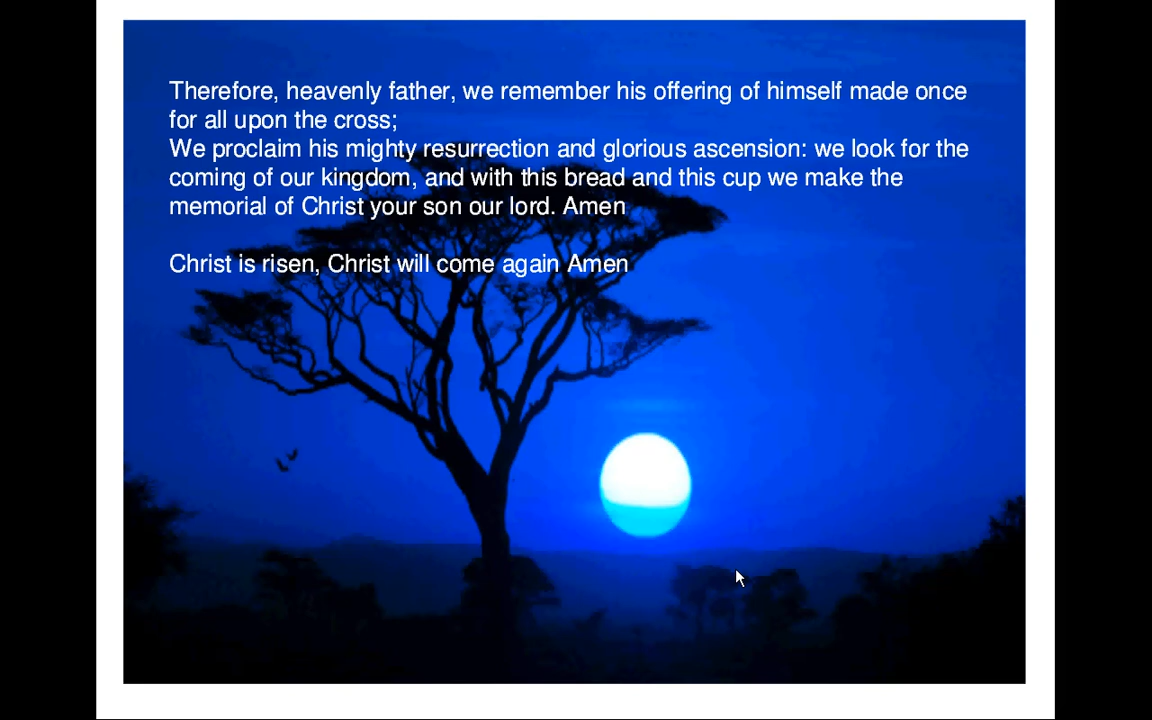 Therefore, heavenly father, we remember his offering of himself made once
for all upon the cross;
We proclaim his mighty resurrection and glorious ascension: we look for the
coming of our kingdom, and with this bread and this cup we make the
memorial of Christ your son our lord. Amen
Christ is risen, Christ will come again Amen